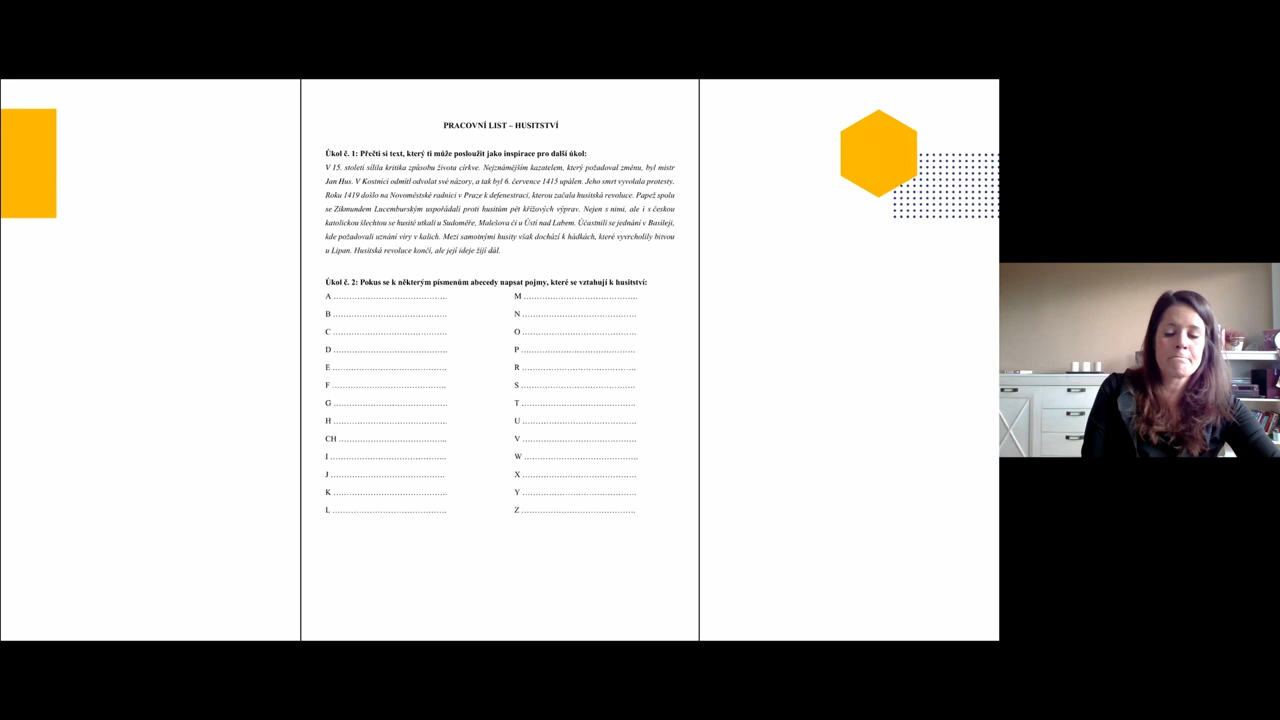 PRACOVNÍ LIST – HUSITSTVÍ
Úkol č. 1: Přečti si text, který ti může posloužit jako inspirace pro další úkol:
V 15. století sílila kritika způsobu života církve. Nejznámějším kazatelem, který požadoval změnu, byl mistr
Jan Hus. V Kostnici odmítl odvolat své názory, a tak byl 6. července 1415 upálen. Jeho smrt vyvolala protesty.
Roku 1419 došlo na Novoměstské radnici v Praze k defenestraci, kterou začala husitská revoluce. Papež spolu
se Zikmundem Lucemburským uspořádali proti husitům pět křížových výprav. Nejen s nimi, ale i s českou
katolickou šlechtou se husité utkali u Sudoměře, Malešova či u Ústí nad Labem. Účastnili se jednání v Basileji,
kde požadovali uznání víry v kalich. Mezi samotnými husity však dochází k hádkách, které vyvrcholily bitvou
u Lipan. Husitská revoluce končí, ale její ideje žijí dál.
Úkol č. 2: Pokus se k některým písmenům abecedy napsat pojmy, které se vztahují k husitství:
A ……………………………………
B ……………………………………
C ……………………………………
D ……………………………………
E ……………………………………
F ……………………………………
G ……………………………………
H ……………………………………
CH ……………………………………
I ……………………………………
J ……………………………………
K ……………………………………
L ……………………………………
M ……………………………………
N ……………………………………
O ……………………………………
P ……………………………………
R ……………………………………
S ……………………………………
T ……………………………………
U ……………………………………
V ……………………………………
W ……………………………………
X ……………………………………
Y ……………………………………
Z ……………………………………